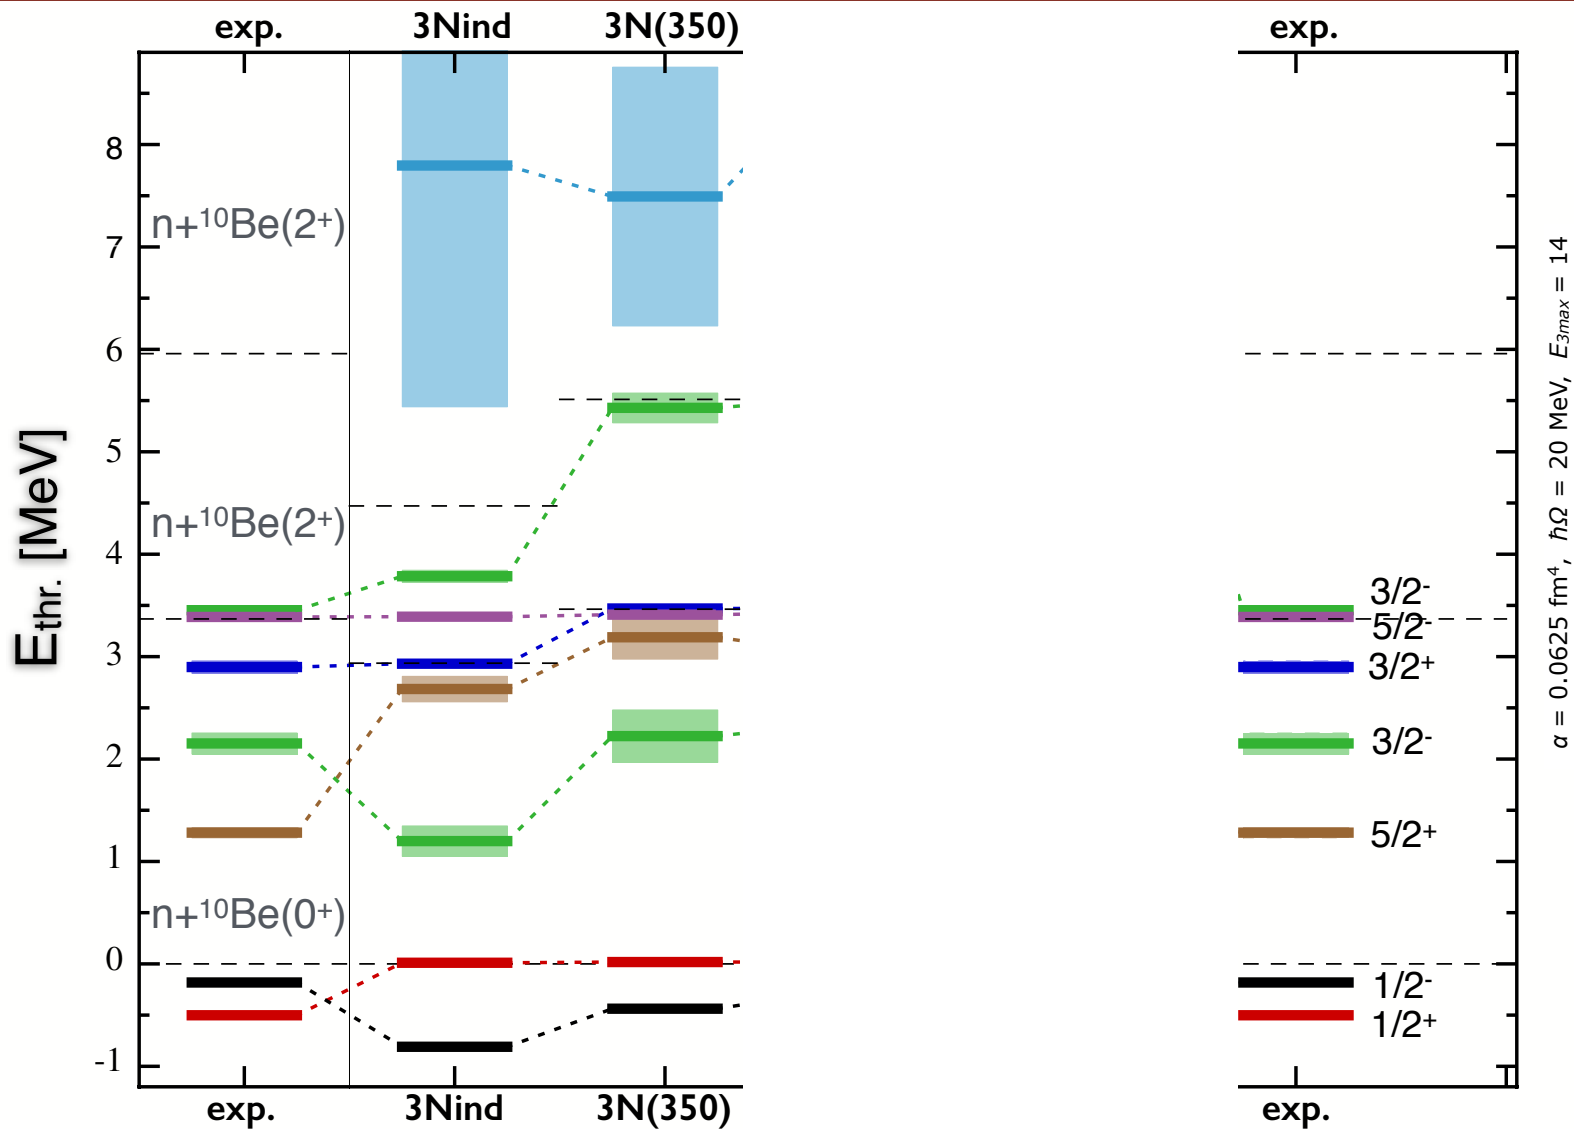 exp. 3Nind 3N(350) exp.
8
n+¹⁰Be(2⁺)
7
6
5
n+¹⁰Be(2⁺)
4
3
2
1
n+¹⁰Be(0⁺)
0
-1
Ethr. [MeV]
3/2⁻
5/2⁻
3/2⁺
3/2⁻
5/2⁺
1/2⁻
1/2⁺
exp. 3Nind 3N(350) exp.
α = 0.0625 fm⁴, ℏΩ = 20 MeV, E3max = 14